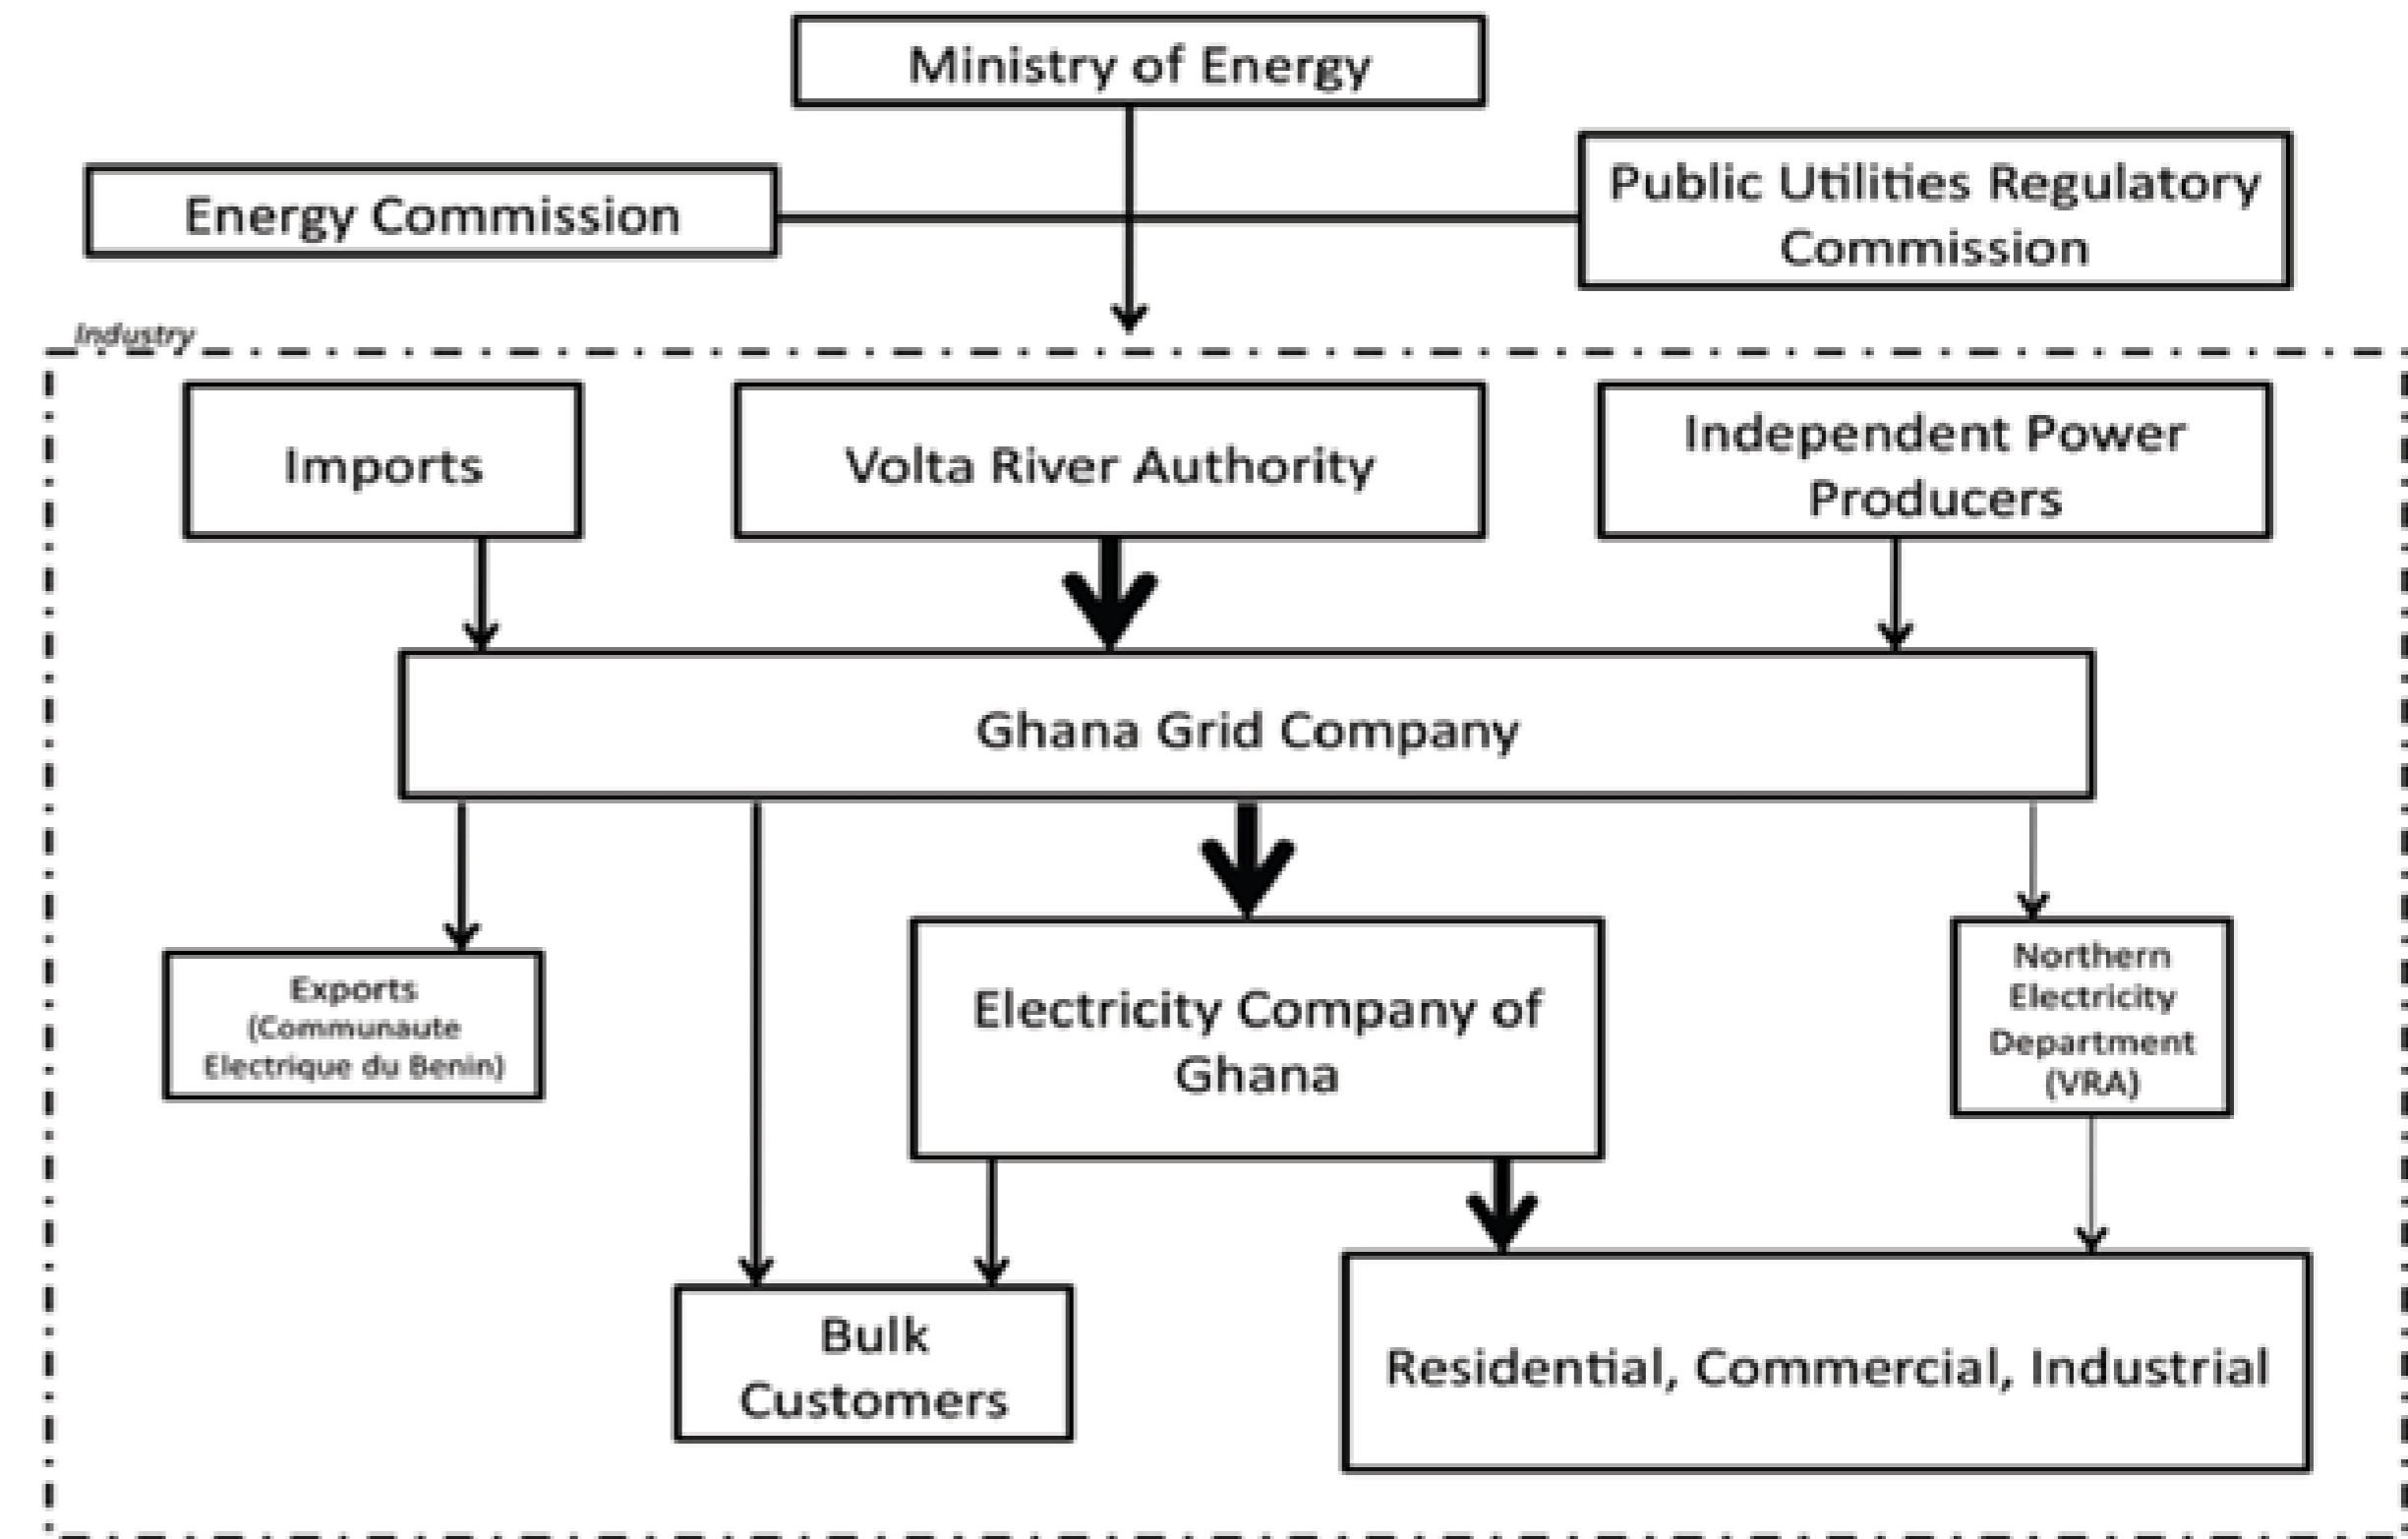 Ministry of Energy
Energy Commission
Public Utilities Regulatory
Commission
Industry
Imports
Volta River Authority
Independent Power
Producers
Ghana Grid Company
Exports
(Communaute
Electrique du Benin)
Electricity Company of
Ghana
Northern
Electricity
Department
(VRA)
Bulk
Customers
Residential, Commercial, Industrial